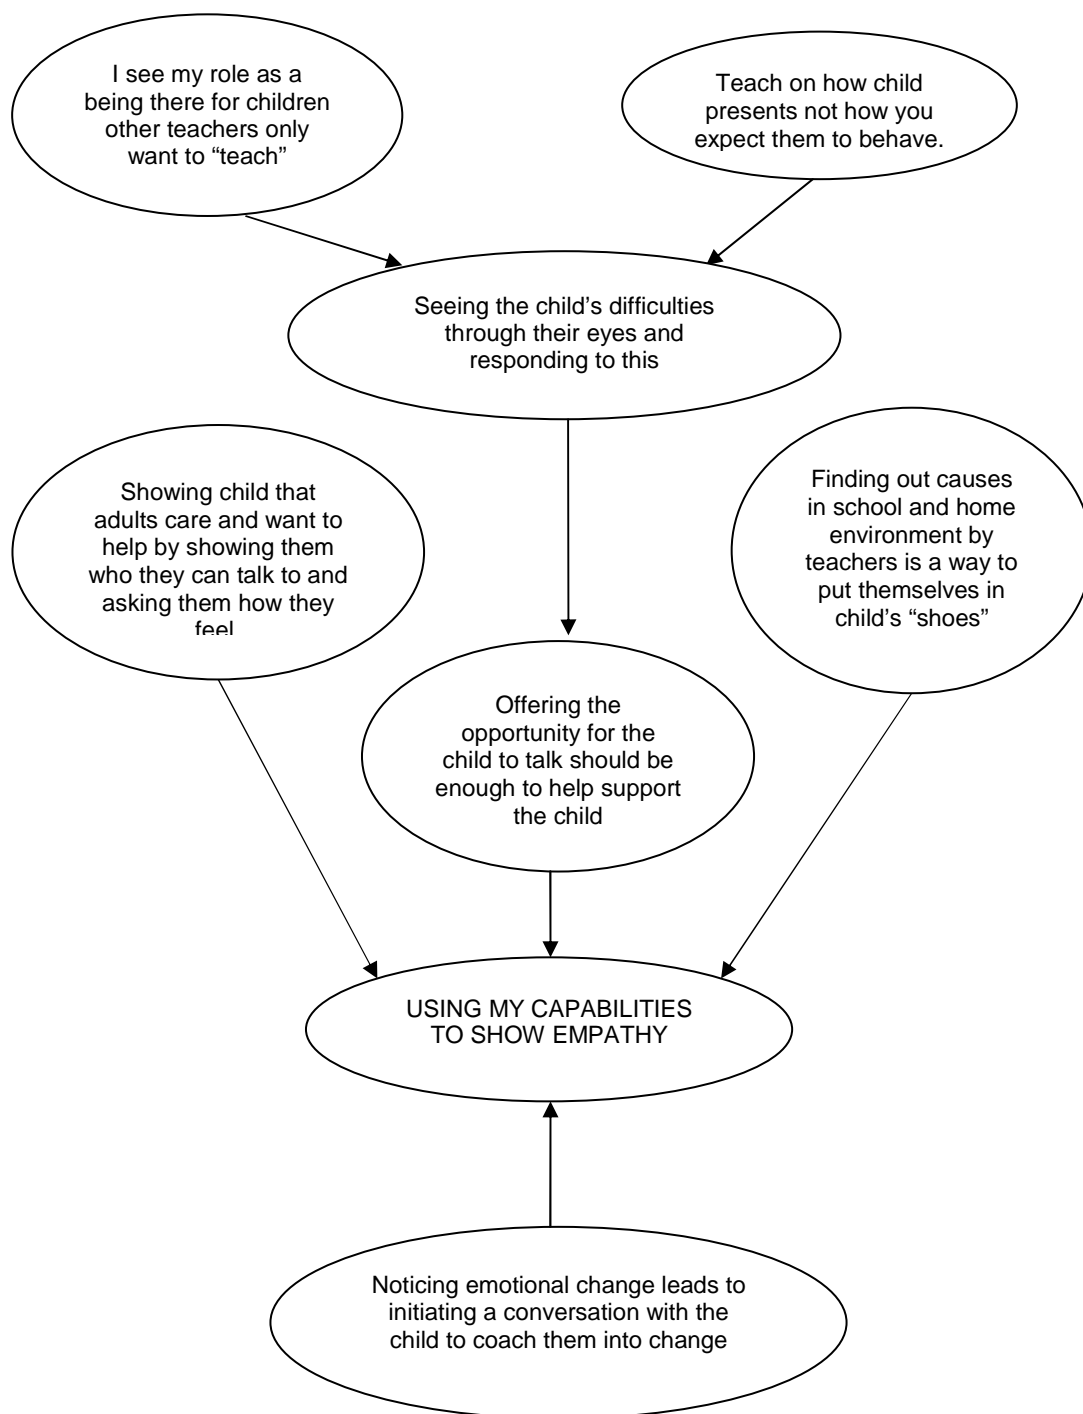 I see my role as a
being there for children
other teachers only
want to “teach”
Teach on how child
presents not how you
expect them to behave.
Seeing the child’s difficulties
through their eyes and
responding to this
Showing child that
adults care and want to
help by showing them
who they can talk to and
asking them how they
feel
Finding out causes
in school and home
environment by
teachers is a way to
put themselves in
child’s “shoes”
Offering the
opportunity for the
child to talk should be
enough to help support
the child
USING MY CAPABILITIES
TO SHOW EMPATHY
Noticing emotional change leads to
initiating a conversation with the
child to coach them into change